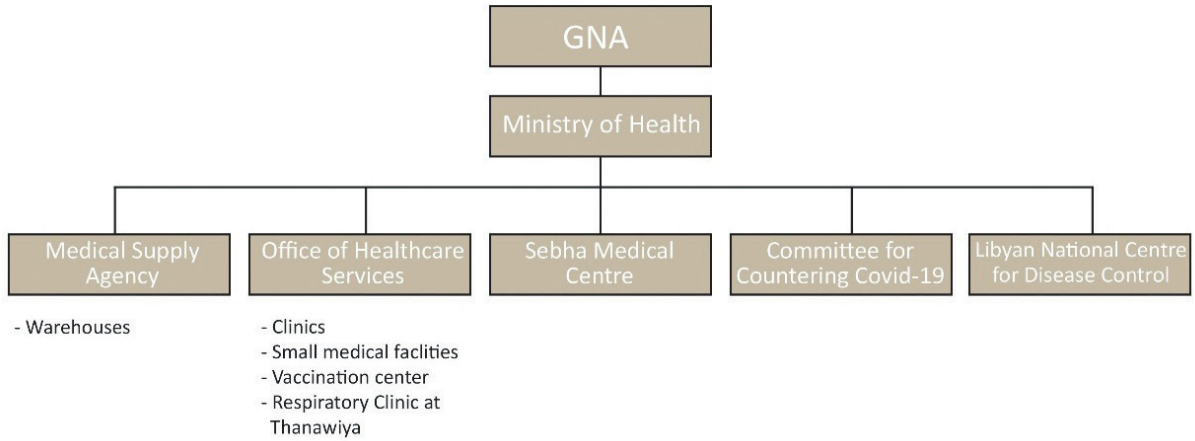 GNA
Ministry of Health
Medical Supply
Agency
Office of Healthcare
Services
Sebha Medical
Centre
Committee for
Countering Covid-19
Libyan National Centre
for Disease Control
- Warehouses
- Clinics
- Small medical faclities
- Vaccination center
- Respiratory Clinic at
Thanawiya